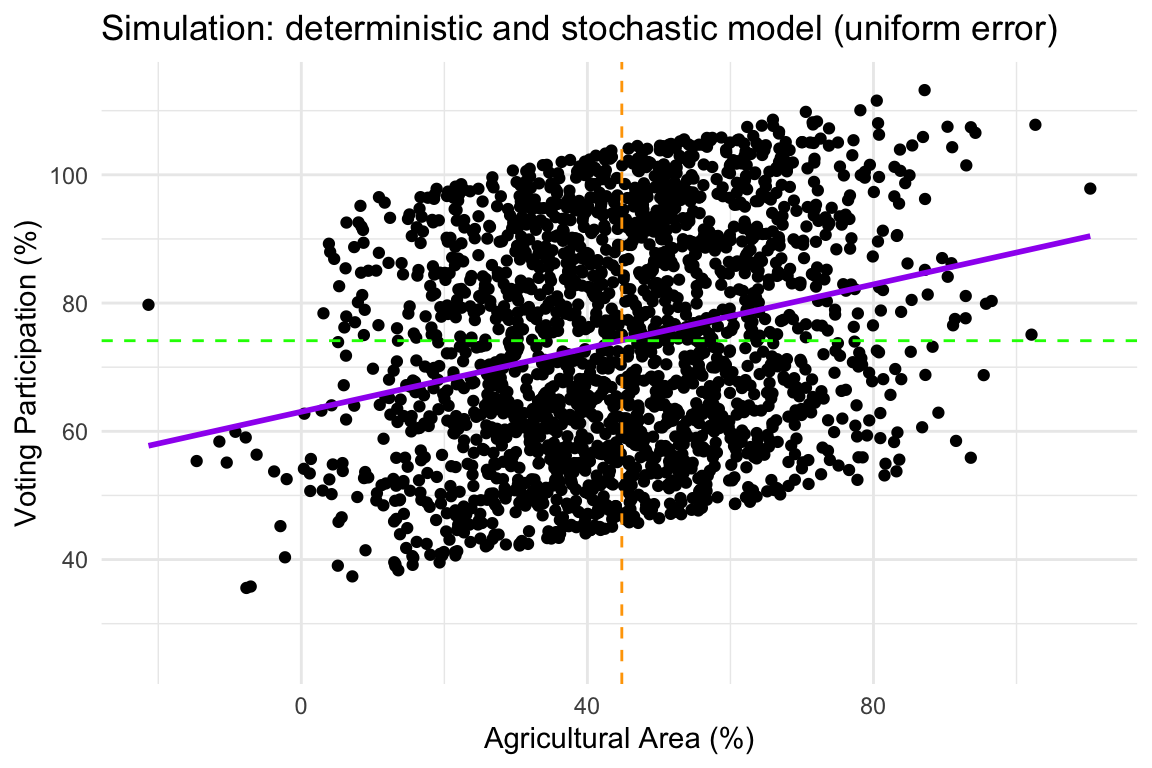 Simulation: deterministic and stochastic model (uniform error)
Voting Participation (%)
100
80
60
40
0 40 80
Agricultural Area (%)